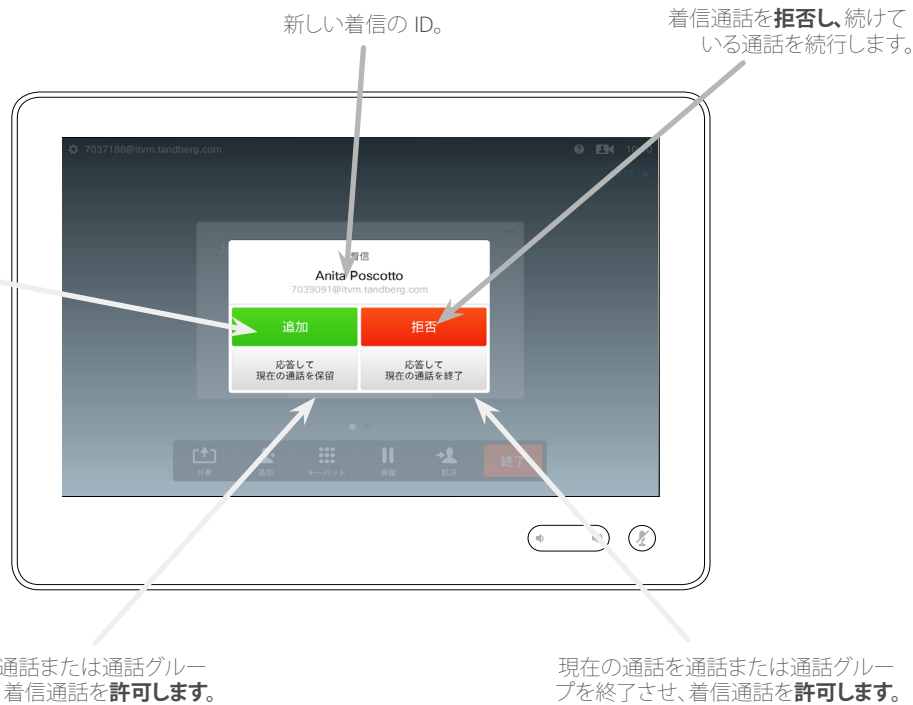 新しい着信の ID。
着信通話を拒否し、続けて
いる通話を続行します。
7037188@itvm.tandberg.com
着信
Anita Poscotto
7039091@itvm.tandberg.com
追加
拒否
応答して
現在の通話を保留
応答して
現在の通話を終了
共有
追加
キーパッド
保留
転送
終了
通話または通話グルー
着信通話を許可します。
現在の通話を通話または通話グルー
プを終了させ、着信通話を許可します。